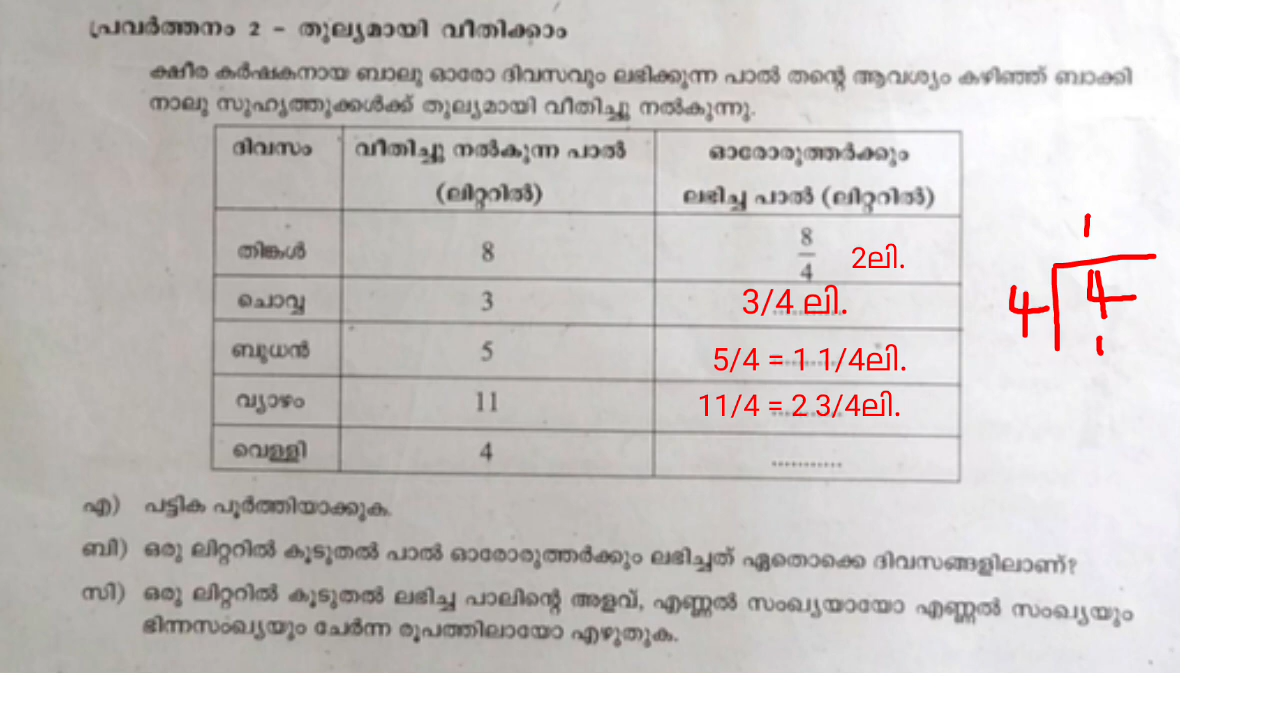 പ്രവർത്തനം 2 – തുല്യമായി വീതിക്കാം
ക്ഷീര കർഷകനായ ബാലു ഓരോ ദിവസവും ലഭിക്കുന്ന പാൽ തന്റെ ആവശ്യം കഴിഞ്ഞ് ബാക്കി
നാലു സുഹൃത്തുക്കൾക്ക് തുല്യമായി വീതിച്ചു നൽകുന്നു.
ദിവസം വീതിച്ചു നൽകുന്ന പാൽ (ലിറ്ററിൽ) ഓരോരുത്തർക്കും ലഭിച്ച പാൽ (ലിറ്ററിൽ)
തിങ്കൾ 8 8/4 2ലി.
ചൊവ്വ 3 3/4 ലി.
ബുധൻ 5 5/4 = 1 1/4ലി.
വ്യാഴം 11 11/4 = 2 3/4ലി.
വെള്ളി 4 ...........
1
4 4
1
എ) പട്ടിക പൂർത്തിയാക്കുക.
ബി) ഒരു ലിറ്ററിൽ കൂടുതൽ പാൽ ഓരോരുത്തർക്കും ലഭിച്ചത് ഏതൊക്കെ ദിവസങ്ങളിലാണ്?
സി) ഒരു ലിറ്ററിൽ കൂടുതൽ ലഭിച്ച പാലിന്റെ അളവ്, എണ്ണൽ സംഖ്യയായോ എണ്ണൽ സംഖ്യയും
ഭിന്നസംഖ്യയും ചേർന്ന രൂപത്തിലായോ എഴുതുക.